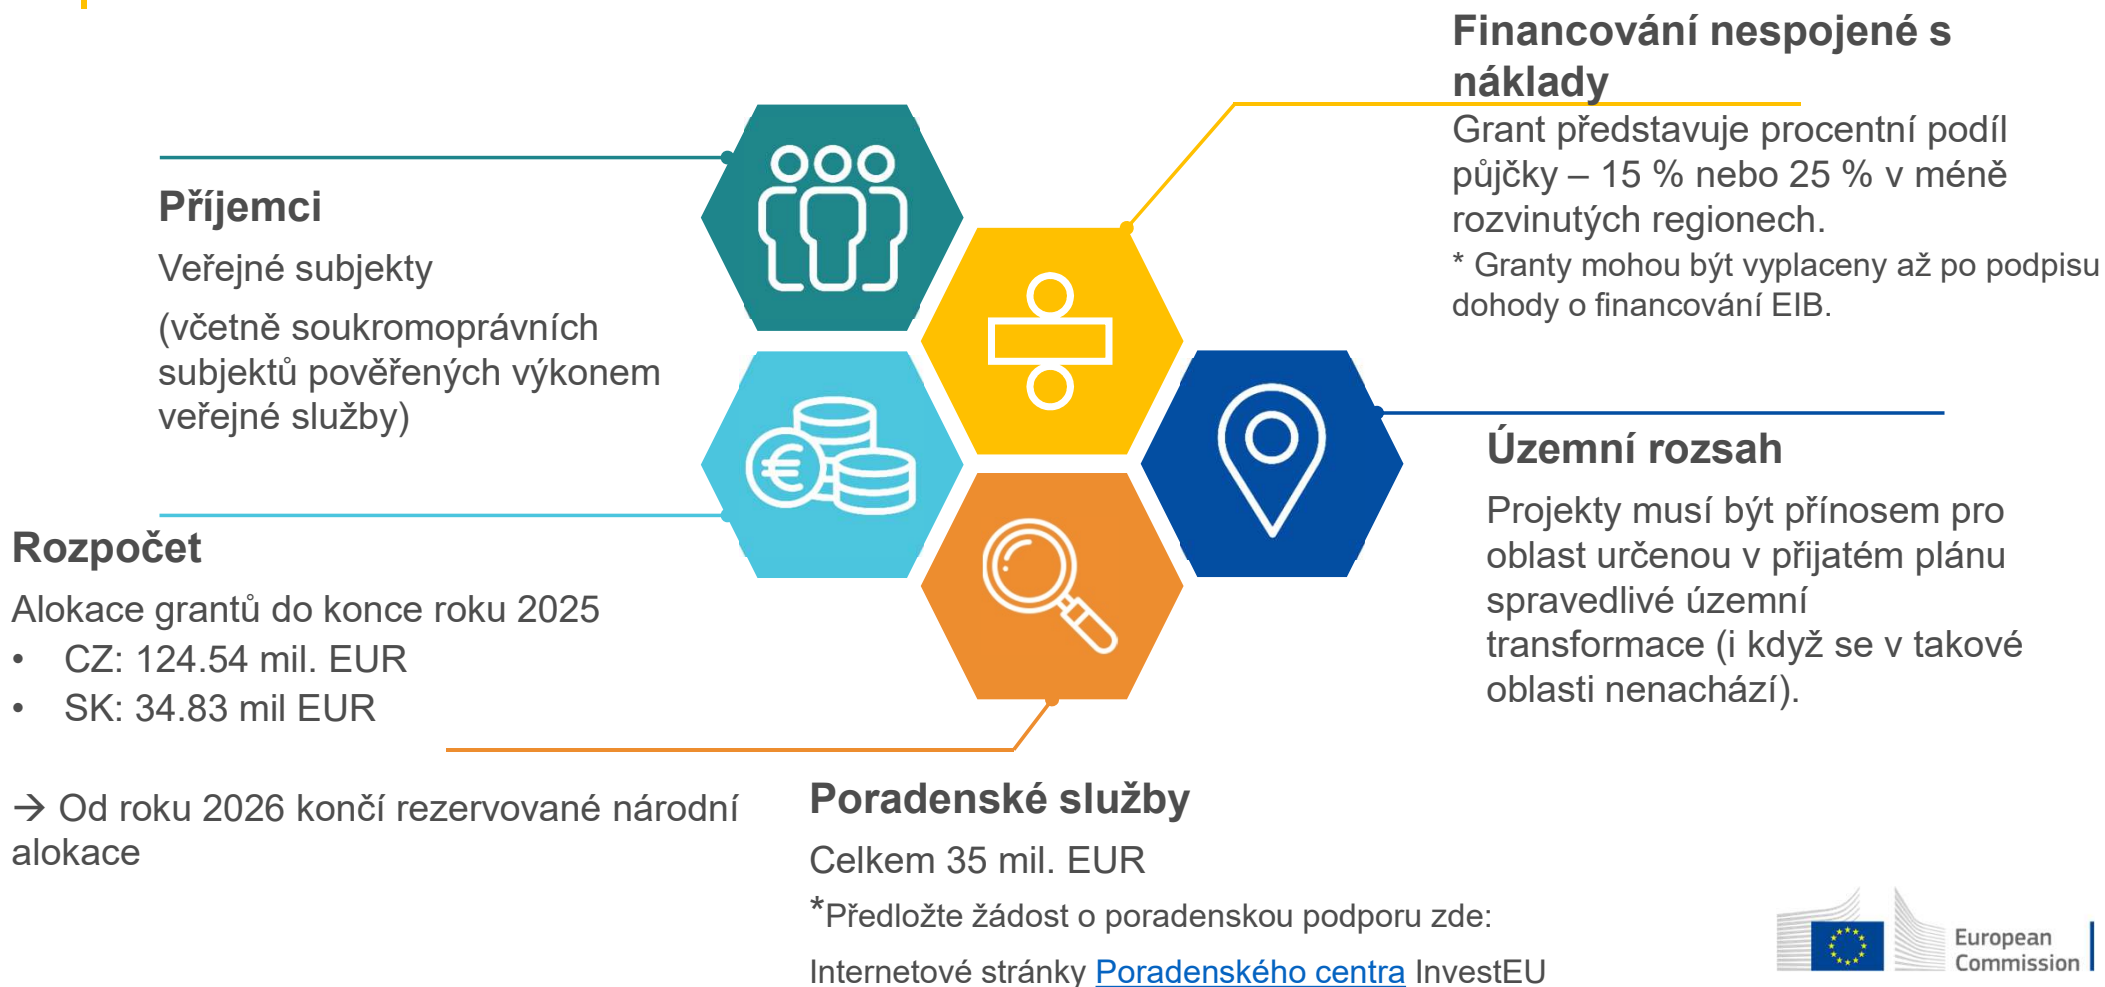 Financování nespojené s
náklady
Grant představuje procentní podíl
půjčky – 15 % nebo 25 % v méně
rozvinutých regionech.
* Granty mohou být vyplaceny až po podpisu
dohody o financování EIB.
Příjemci
Veřejné subjekty
(včetně soukromoprávních
subjektů pověřených výkonem
veřejné služby)
Územní rozsah
Projekty musí být přínosem pro
oblast určenou v přijatém plánu
spravedlivé územní
transformace (i když se v takové
oblasti nenachází).
Rozpočet
Alokace grantů do konce roku 2025
• CZ: 124.54 mil. EUR
• SK: 34.83 mil EUR
→ Od roku 2026 končí rezervované národní
alokace
Poradenské služby
Celkem 35 mil. EUR
*Předložte žádost o poradenskou podporu zde:
Internetové stránky Poradenského centra InvestEU
€
European
Commission